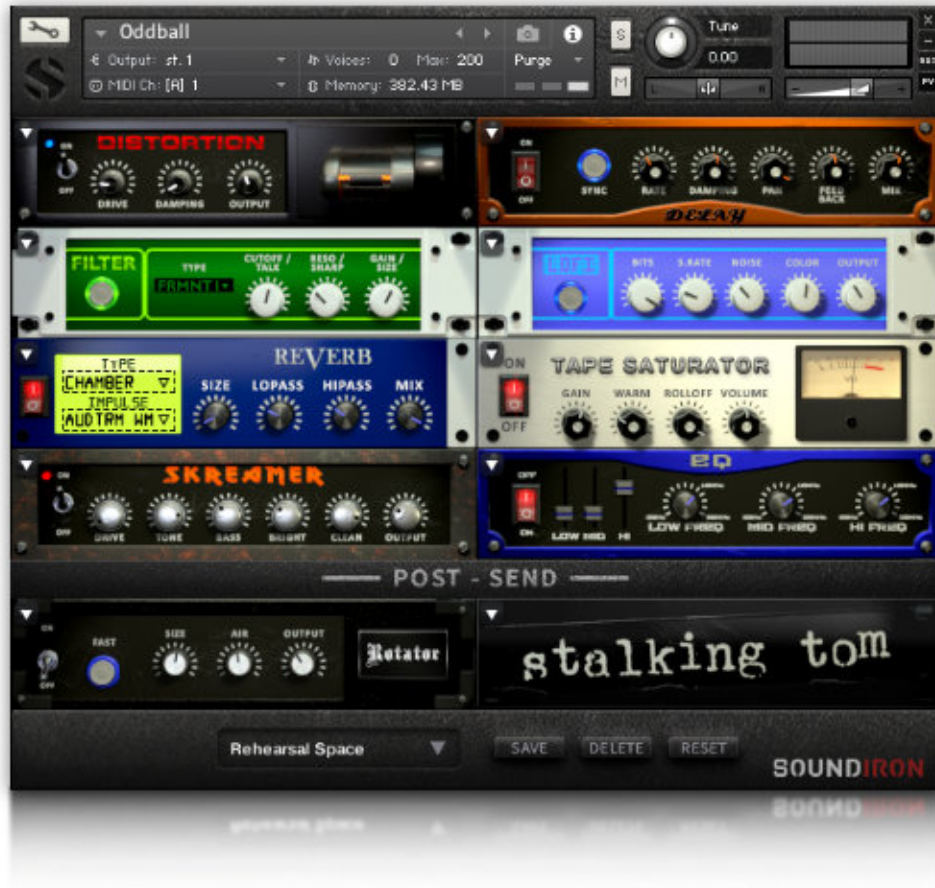 Oddball
Output: st. 1
Voices: 0 Max: 200
Purge
MIDI Ch: [A] 1
Memory: 382.43 MB
S
M
Tune
0.00
L
R
DISTORTION
ON
OFF
DRIVE DAMPING OUTPUT
ON
OFF
SYNC RATE DAMPING PAN FEED BACK MIX
DELAY
FILTER
TYPE
FRMNT
CUTOFF / TALK
RESO / SHARP
GAIN / SIZE
LOFI
BITS S.RATE NOISE COLOR OUTPUT
TYPE
CHAMBER
IMPULSE
AUDTRM WM
REVERB
SIZE LOPASS HIPASS MIX
ON
OFF
TAPE SATURATOR
GAIN WARM ROLLOFF VOLUME
SKREAMER
ON
OFF
DRIVE TONE BASS BRIGHT CLEAN OUTPUT
EQ
OFF
ON
LOW MID HI
LOW FREQ MID FREQ HI FREQ
POST - SEND
ON
OFF
FAST
SIZE AIR OUTPUT
Rotator
stalking tom
Rehearsal Space
SAVE DELETE RESET
SOUNDIRON